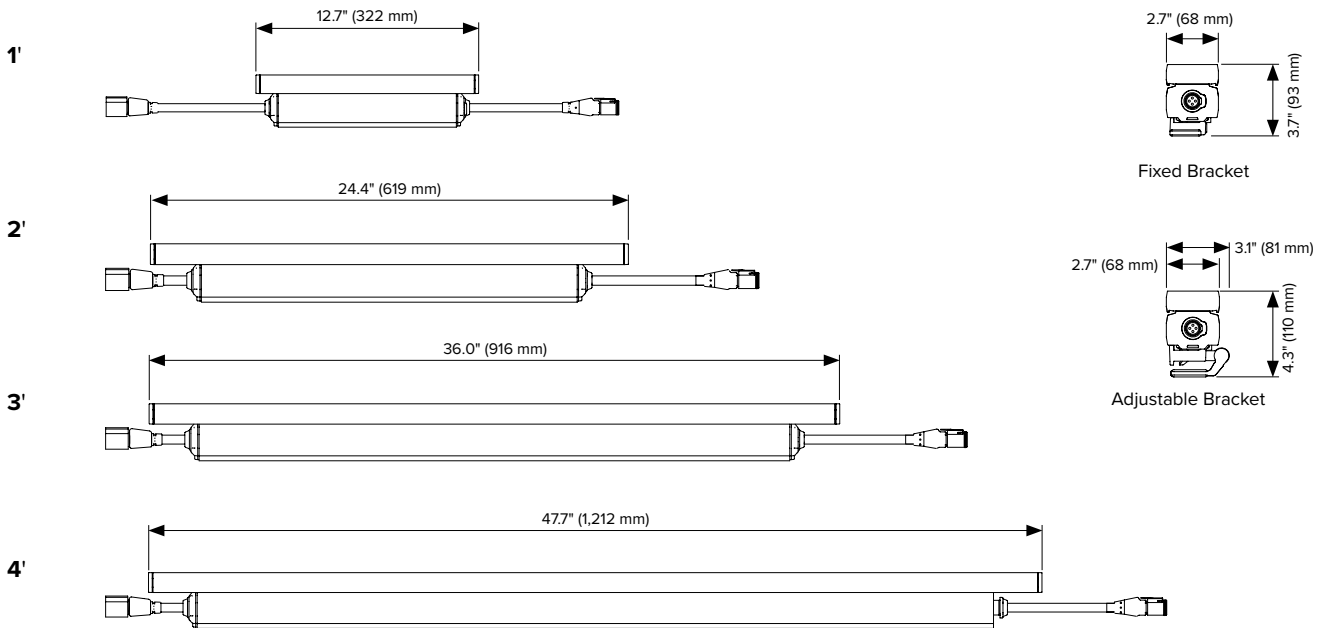 12.7" (322 mm)
1'
24.4" (619 mm)
2'
36.0" (916 mm)
3'
47.7" (1,212 mm)
4'
2.7" (68 mm)
3.7" (93 mm)
Fixed Bracket
3.1" (81 mm)
2.7" (68 mm)
4.3" (110 mm)
Adjustable Bracket